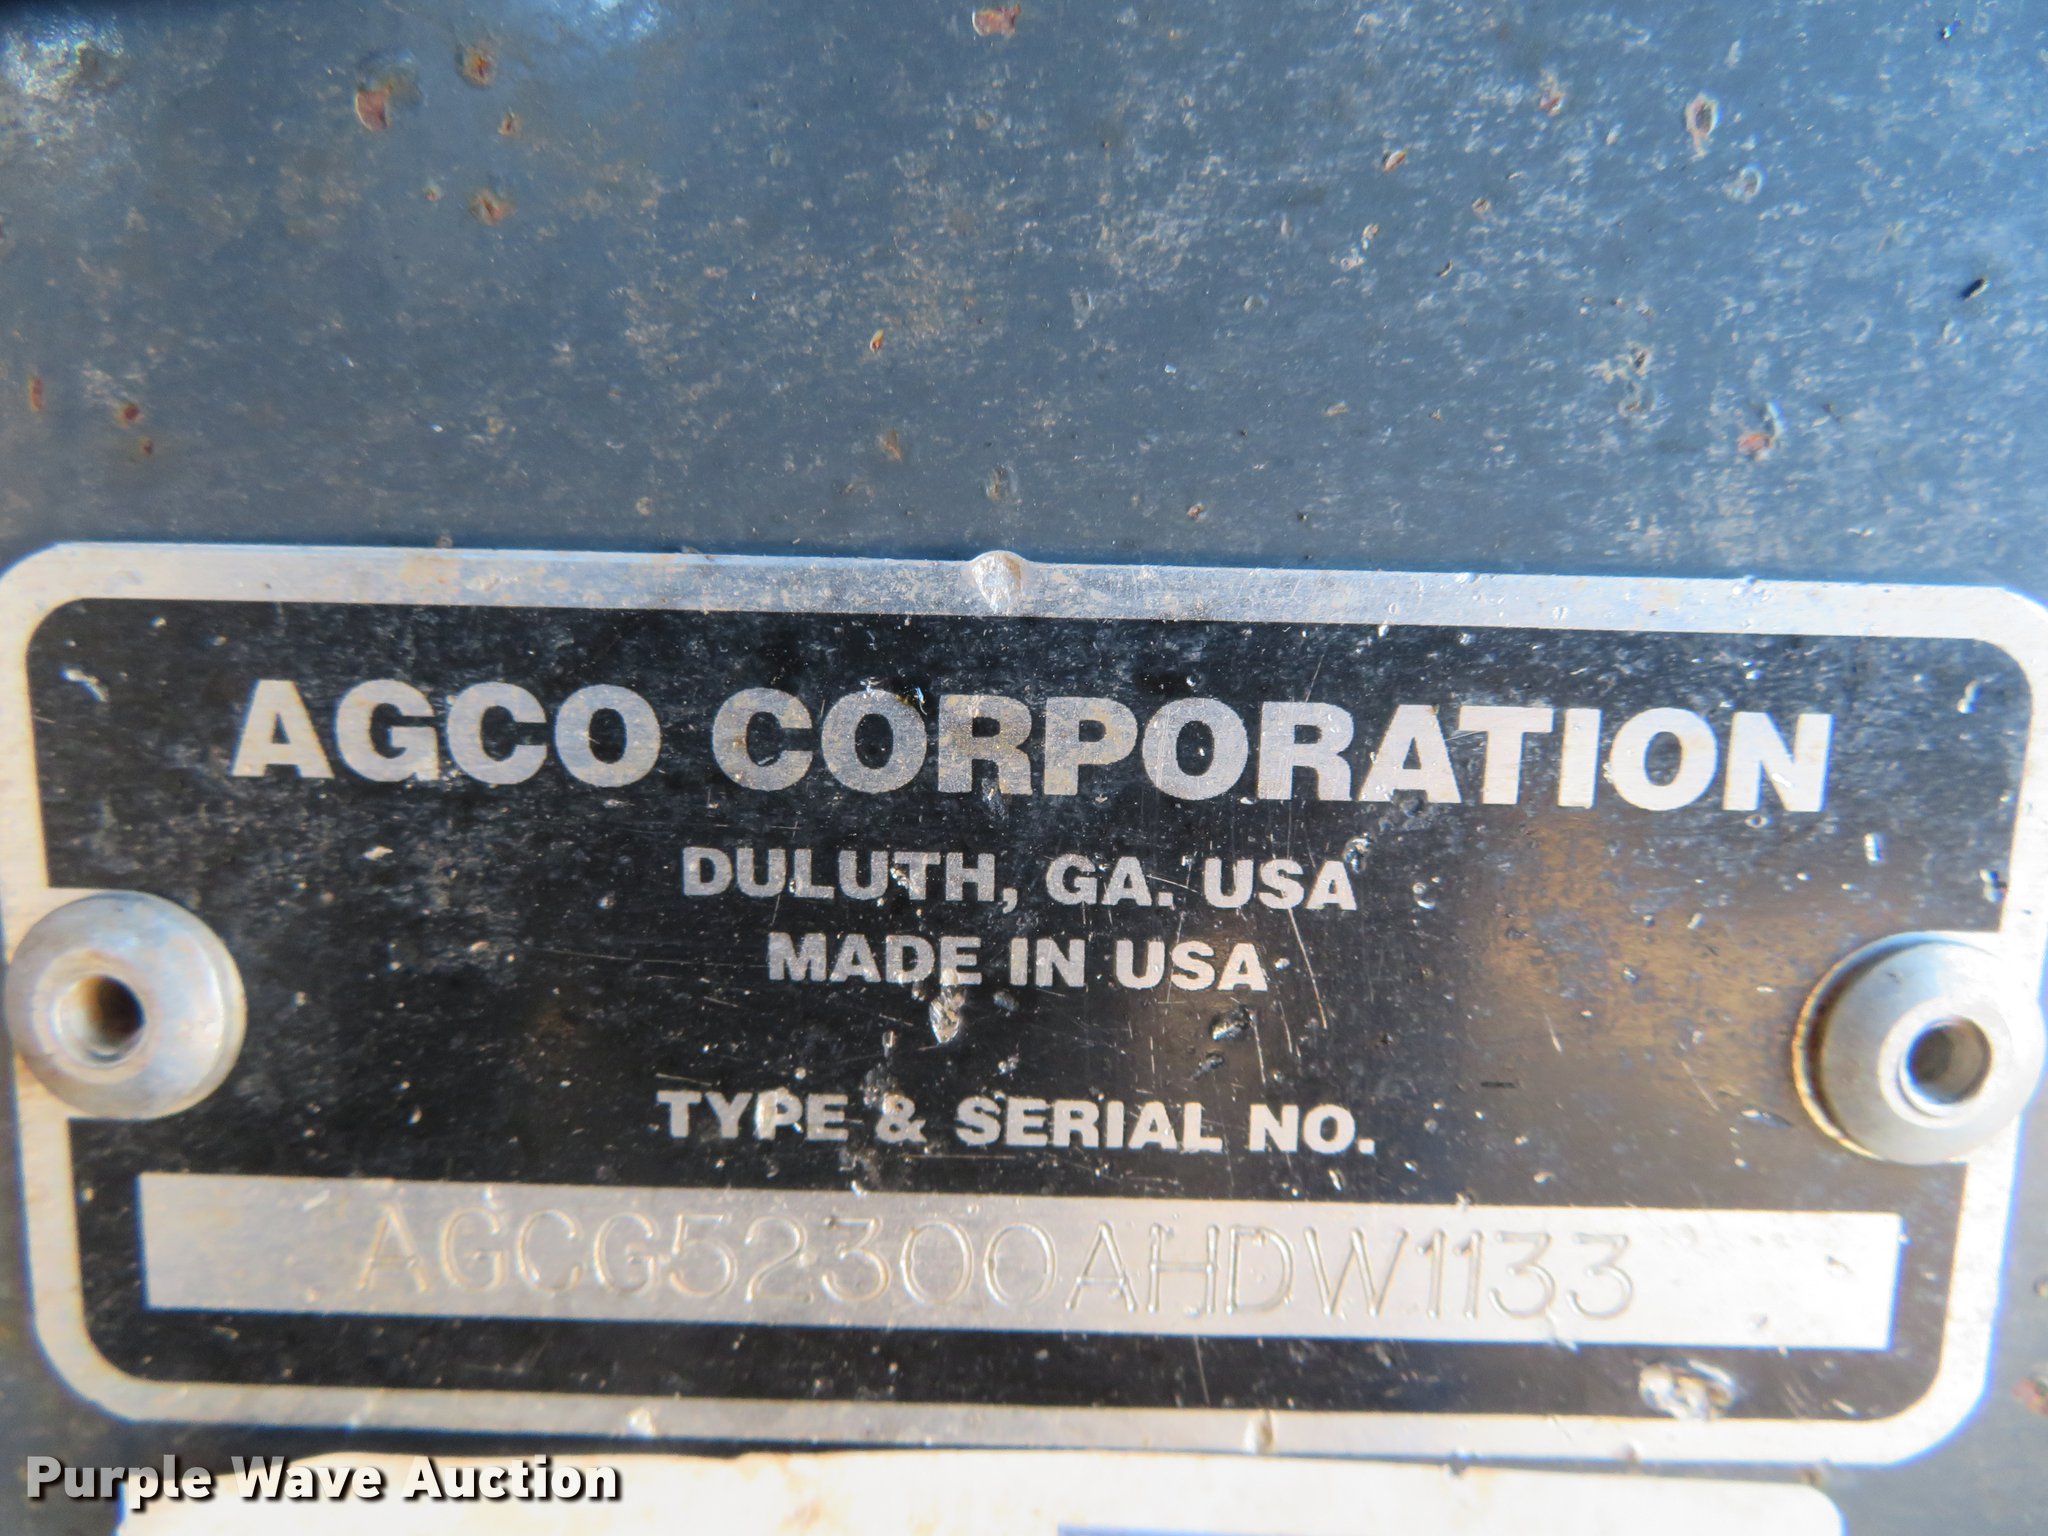 AGCO CORPORATION
DULUTH, GA. USA
MADE IN USA
TYPE & SERIAL NO.
AGCG52300AHDW1133
Purple Wave Auction